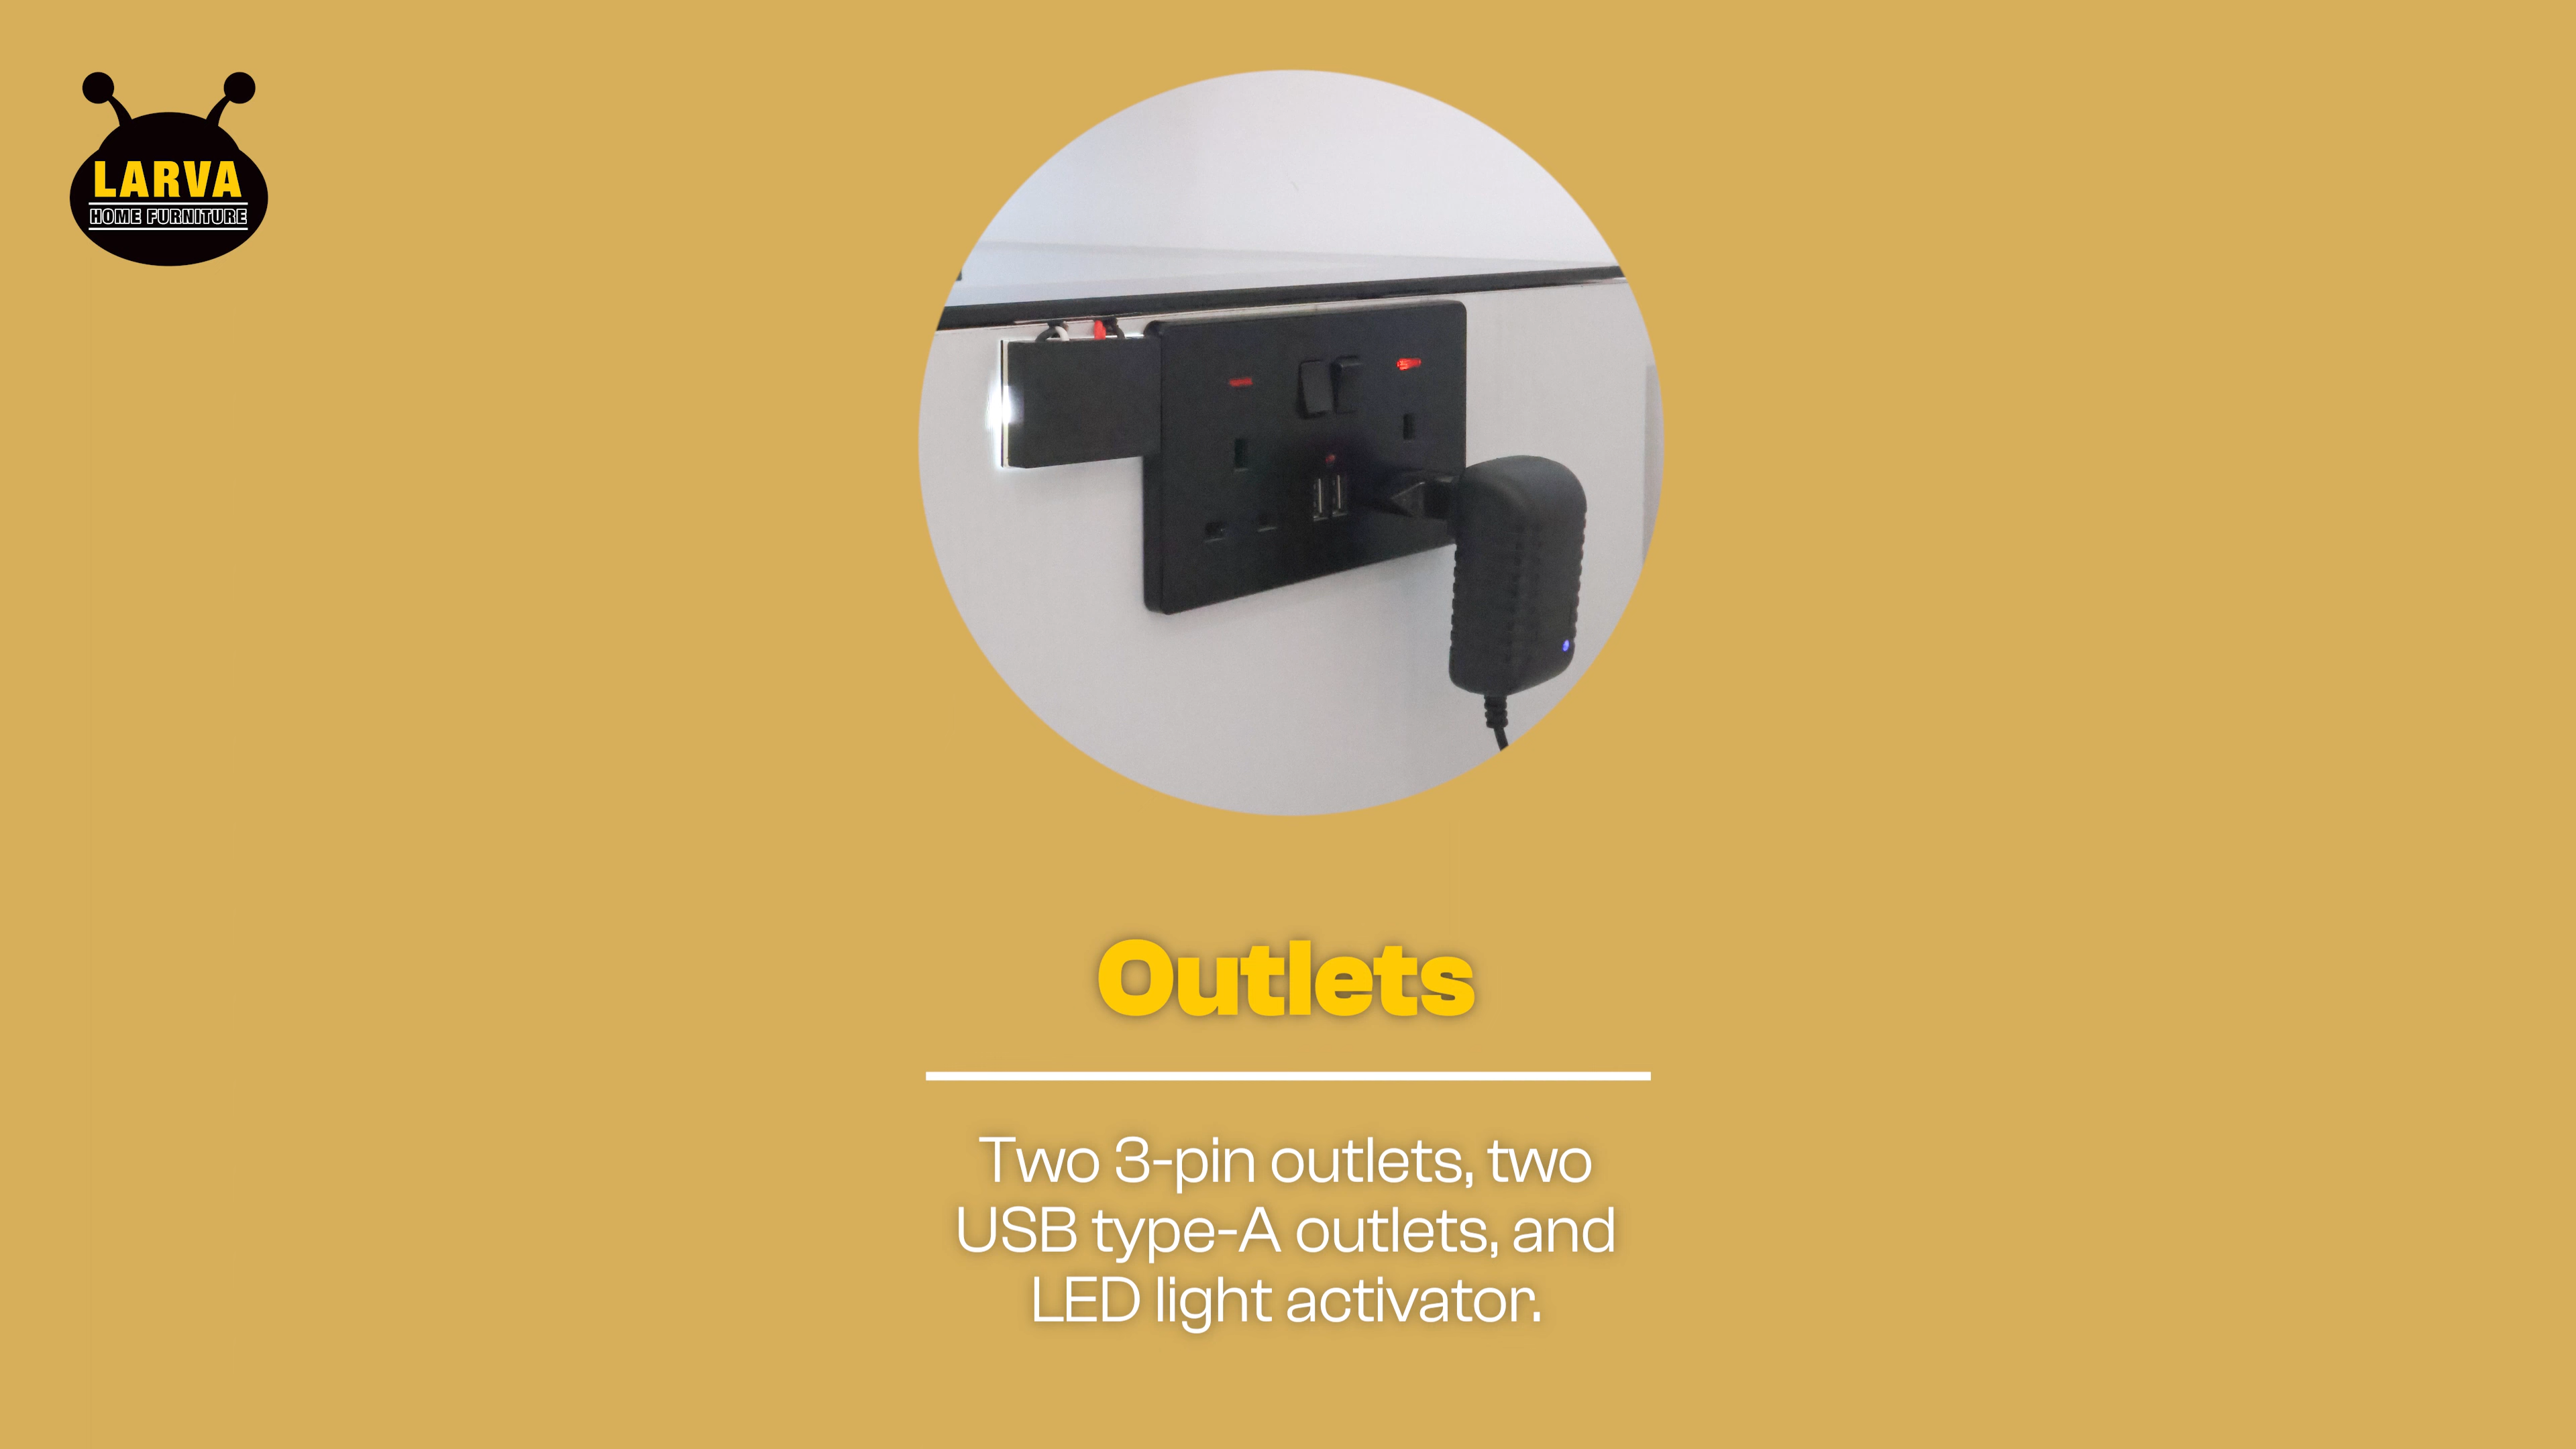 LARVA
HOME FURNITURE
Outlets
Two 3-pin outlets, two
USB type-A outlets, and
LED light activator.